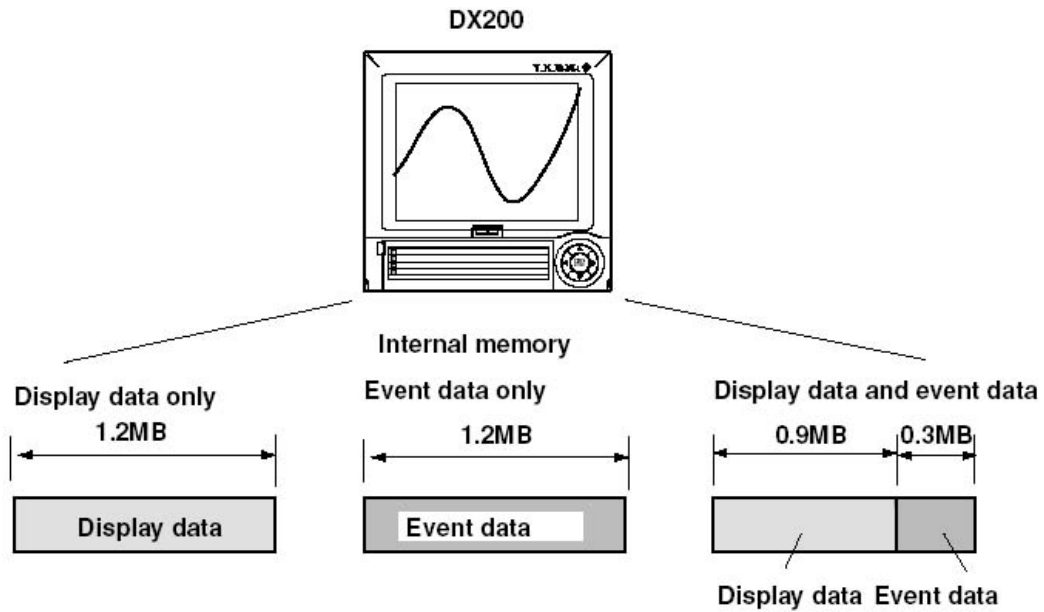 DX200
Internal memory
Display data only
1.2MB
Display data
Event data only
1.2MB
Event data
Display data and event data
0.9MB 0.3MB
Display data Event data